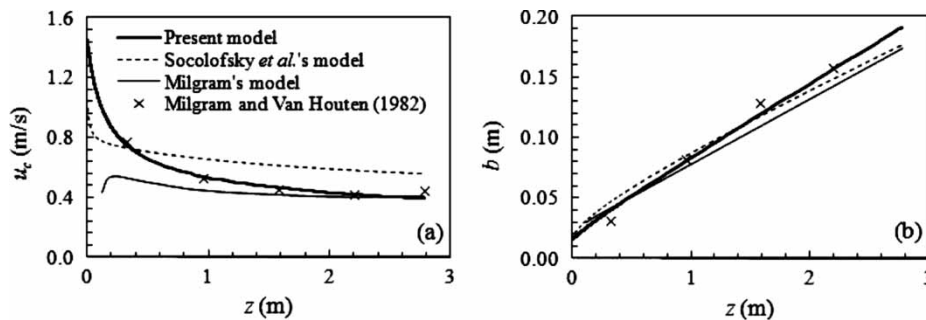 1.6
1.2
0.8
0.4
0.0
u_c (m/s)
Present model
Socolofsky et al.'s model
Milgram's model
× Milgram and Van Houten (1982)
(a)
0 1 2 3
z (m)
0.20
0.15
0.10
0.05
0.00
b (m)
(b)
0 1 2 3
z (m)